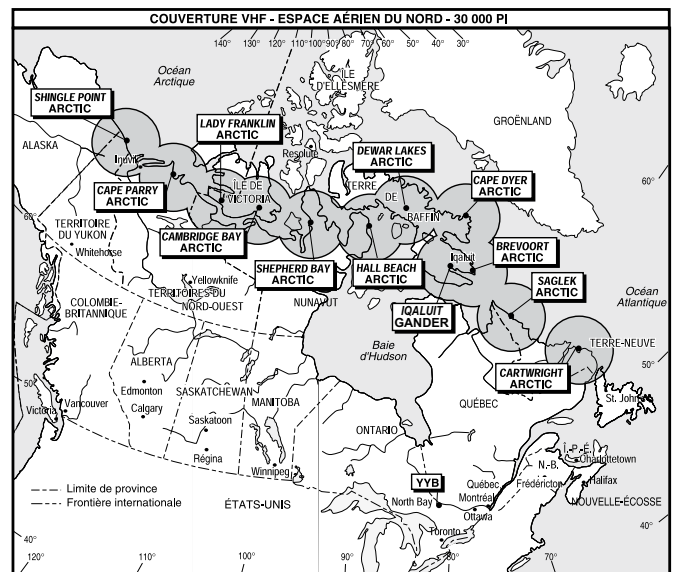 COUVERTURE VHF - ESPACE AÉRIEN DU NORD - 30 000 PI
140° 130° 120° 110° 100° 90° 80° 70° 60° 50° 40° 30°
Océan
Arctique
ÎLE
D'ELLESMERE
GROËNLAND
SHINGLE POINT
ARCTIC
LADY FRANKLIN
ARCTIC
DEWAR LAKES
ARCTIC
ALASKA
Inuvik
Resolute
CAPE PARRY
ARCTIC
ÎLE DE
VICTORIA
TERRE
DE
BAFFIN
CAPE DYER
ARCTIC
60°
60°
TERRITOIRE
DU YUKON
Whitehorse
CAMBRIDGE BAY
ARCTIC
SHEPHERD BAY
ARCTIC
HALL BEACH
ARCTIC
Iqaluit
BREVOORT
ARCTIC
Yellowknife
TERRITOIRES DU
NORD-OUEST
NUNAVUT
IQALUIT
GANDER
SAGLEK
ARCTIC
Océan
Atlantique
COLOMBIE-
BRITANNIQUE
Baie
d'Hudson
TERRE-NEUVE
CARTWRIGHT
ARCTIC
50°
50°
ALBERTA
Edmonton
Calgary
SASKATCHEWAN
Saskatoon
Régina
MANITOBA
Winnipeg
Victoria
Vancouver
ONTARIO
QUÉBEC
St. John's
YYB
North Bay
Québec
Montréal
Ottawa
Toronto
Î.-P.-É.
Charlottetown
N.-B.
Frédéricton
Halifax
NOUVELLE-ÉCOSSE
Limite de province
Frontière internationale
ÉTATS-UNIS
40°
40°
120° 110° 100° 90° 80° 70°